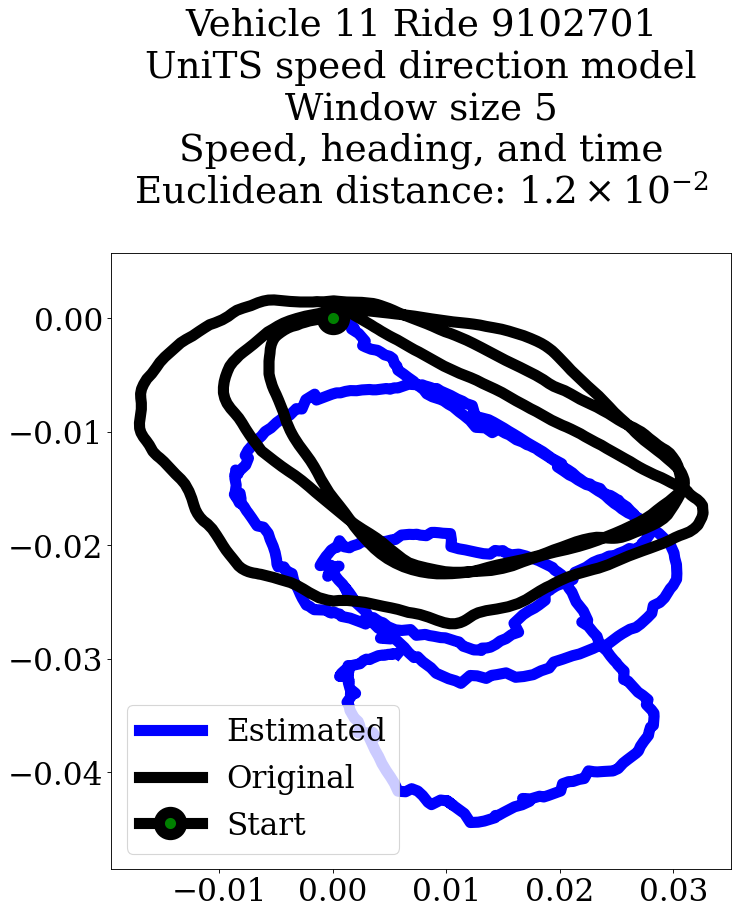 Vehicle 11 Ride 9102701
UniTS speed direction model
Window size 5
Speed, heading, and time
Euclidean distance: 1.2 × 10⁻²
0.00
−0.01
−0.02
−0.03
−0.04
Estimated
Original
Start
−0.01 0.00 0.01 0.02 0.03